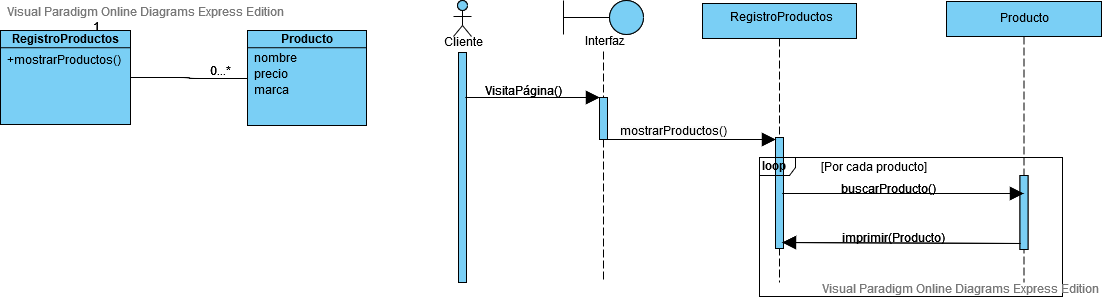 Visual Paradigm Online Diagrams Express Edition
1
RegistroProductos
+mostrarProductos()
0...*
Producto
nombre
precio
marca
Cliente
Interfaz
RegistroProductos
Producto
VisitaPágina()
mostrarProductos()
loop
[Por cada producto]
buscarProducto()
imprimir(Producto)
Visual Paradigm Online Diagrams Express Edition